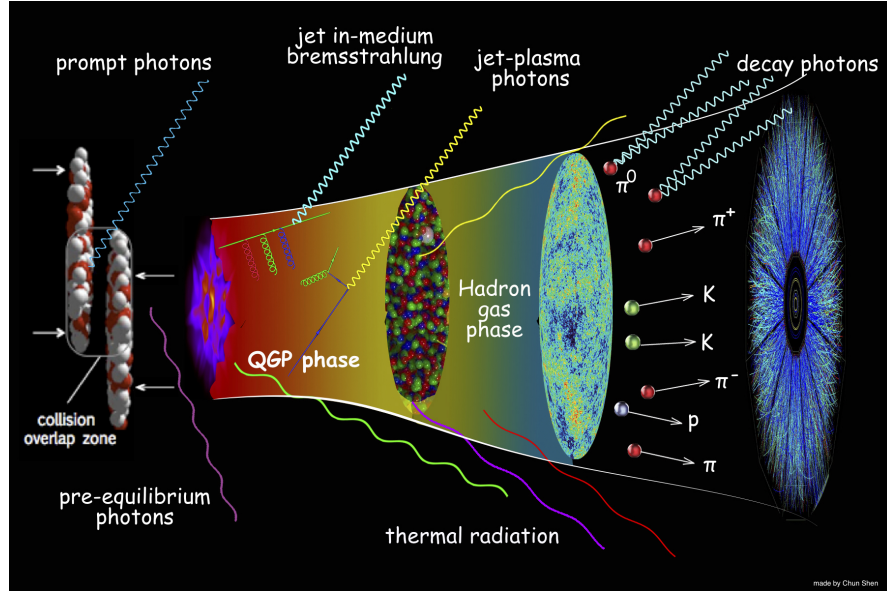 prompt photons
jet in-medium
bremsstrahlung
jet-plasma
photons
decay photons
π0
π+
K
Hadron
gas
phase
K
QGP phase
π-
p
π
collision
overlap zone
pre-equilibrium
photons
thermal radiation
made by Chun Shen